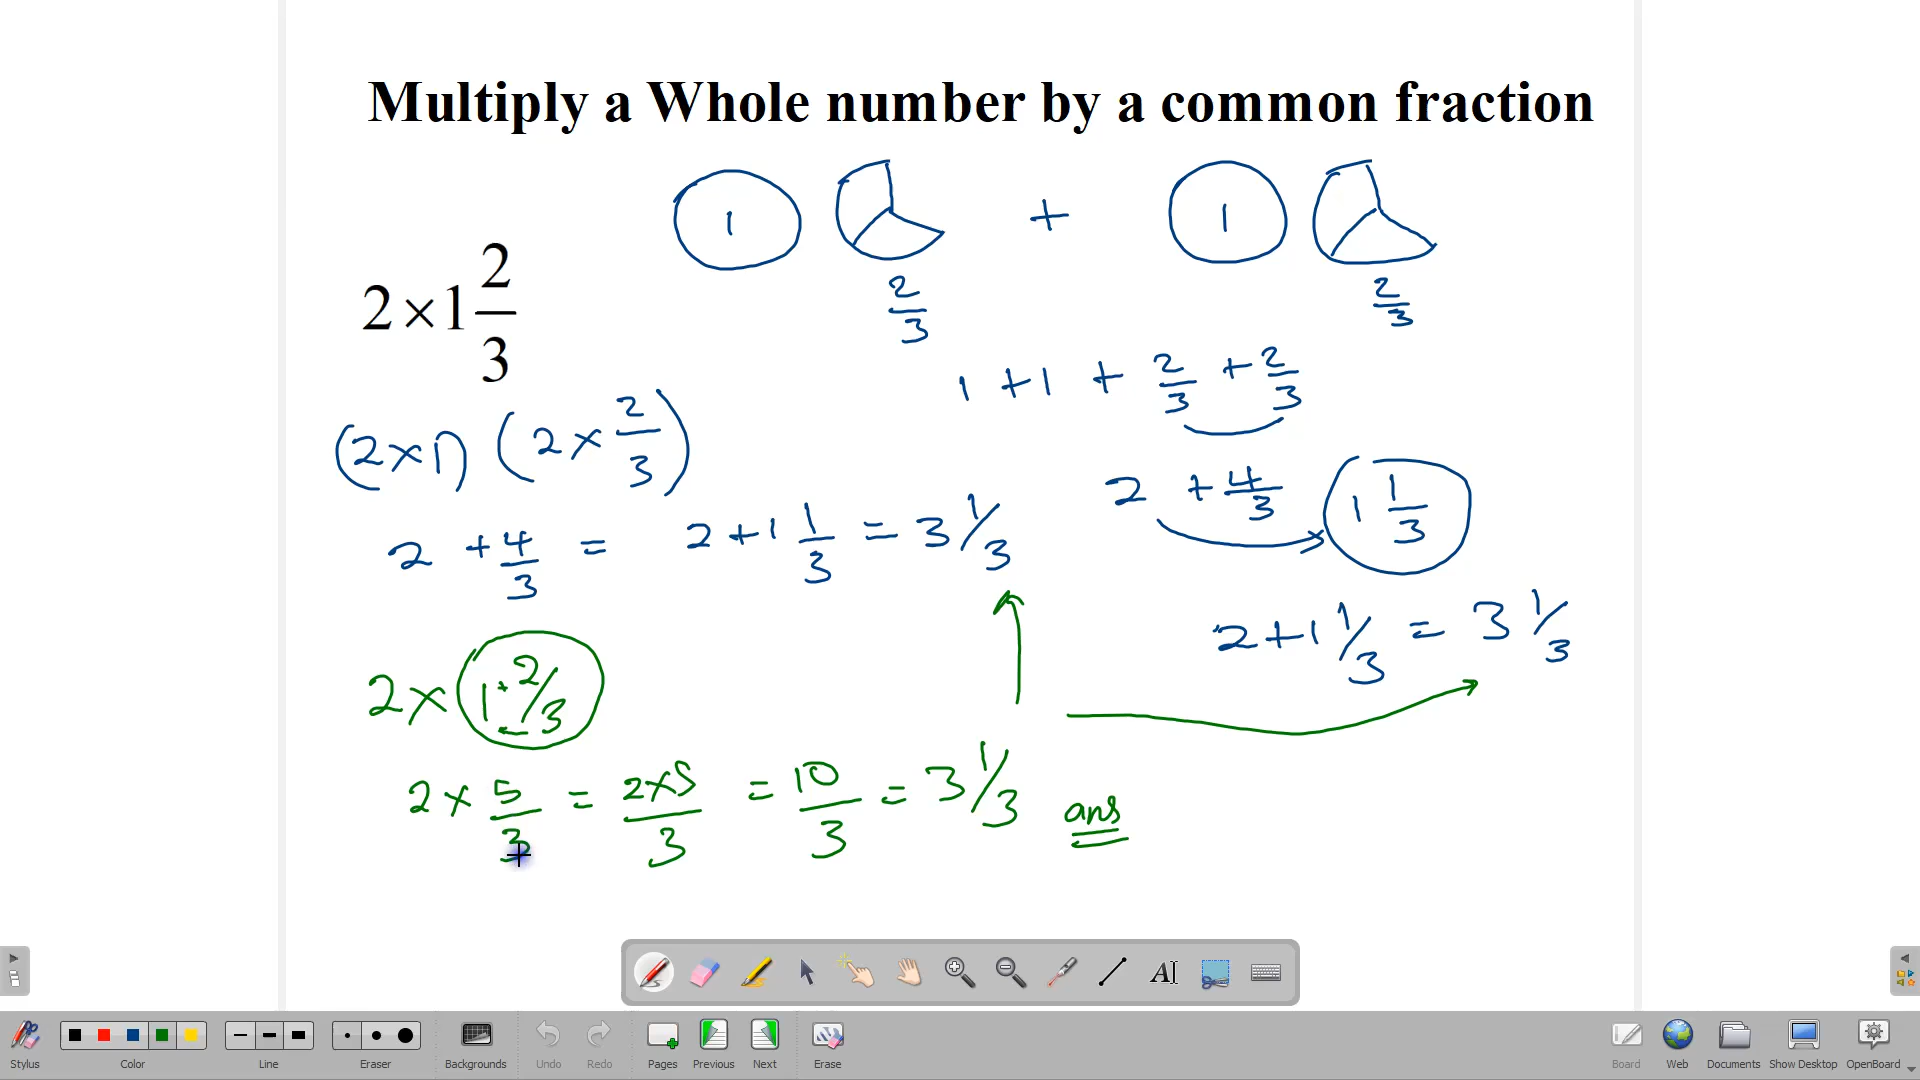 Multiply a Whole number by a common fraction
1 2/3 + 1 2/3
2×1 2/3
1 + 1 + 2/3 + 2/3
(2×1) (2 × 2/3)
2 + 4/3 1 1/3
2 + 4/3 = 2 + 1 1/3 = 3 1/3
2 + 1 1/3 = 3 1/3
2 × 1 + 2/3
2 × 5/3 = 2×5/3 = 10/3 = 3 1/3 ans
AI
Stylus Color Line Eraser Backgrounds Undo Redo Pages Previous Next Erase Board Web Documents Show Desktop OpenBoard